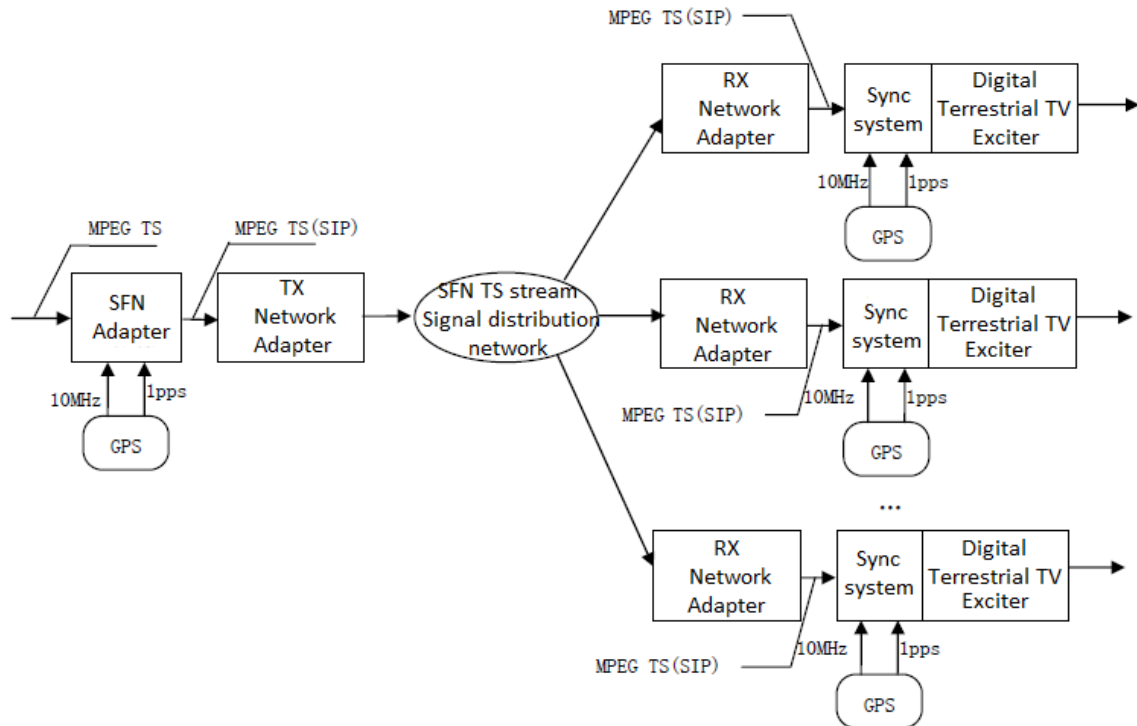 MPEG TS(SIP)
RX
Network
Adapter
Sync
system
Digital
Terrestrial TV
Exciter
10MHz
1pps
GPS
MPEG TS
MPEG TS(SIP)
SFN
Adapter
10MHz
1pps
GPS
TX
Network
Adapter
SFN TS stream
Signal distribution
network
RX
Network
Adapter
MPEG TS(SIP)
Sync
system
Digital
Terrestrial TV
Exciter
10MHz
1pps
GPS
...
RX
Network
Adapter
MPEG TS(SIP)
Sync
system
Digital
Terrestrial TV
Exciter
10MHz
1pps
GPS